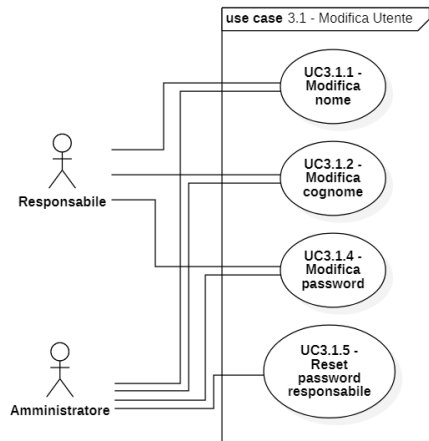 use case 3.1 - Modifica Utente
UC3.1.1 -
Modifica
nome
UC3.1.2 -
Modifica
cognome
Responsabile
UC3.1.4 -
Modifica
password
UC3.1.5 -
Reset
password
responsabile
Amministratore